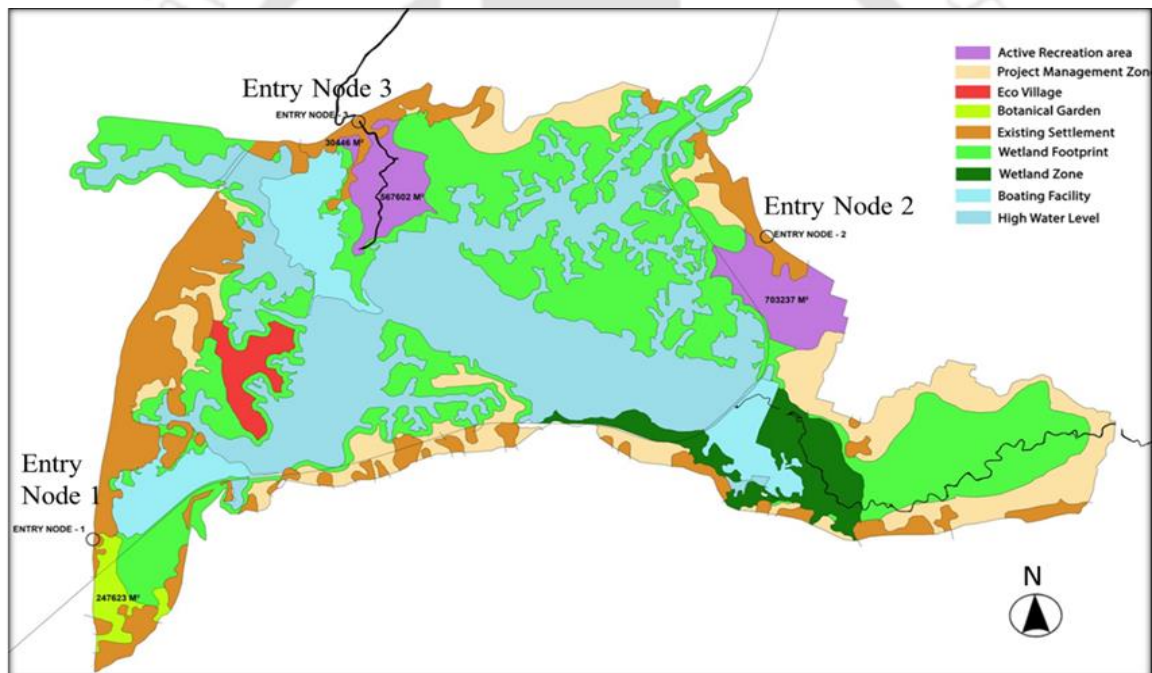 Entry Node 3
ENTRY NODE - 3
30446 M²
567602 M²
Active Recreation area
Project Management Zone
Eco Village
Botanical Garden
Existing Settlement
Wetland Footprint
Wetland Zone
Boating Facility
High Water Level
Entry Node 2
ENTRY NODE - 2
703237 M²
Entry
Node 1
ENTRY NODE - 1
247623 M²
N